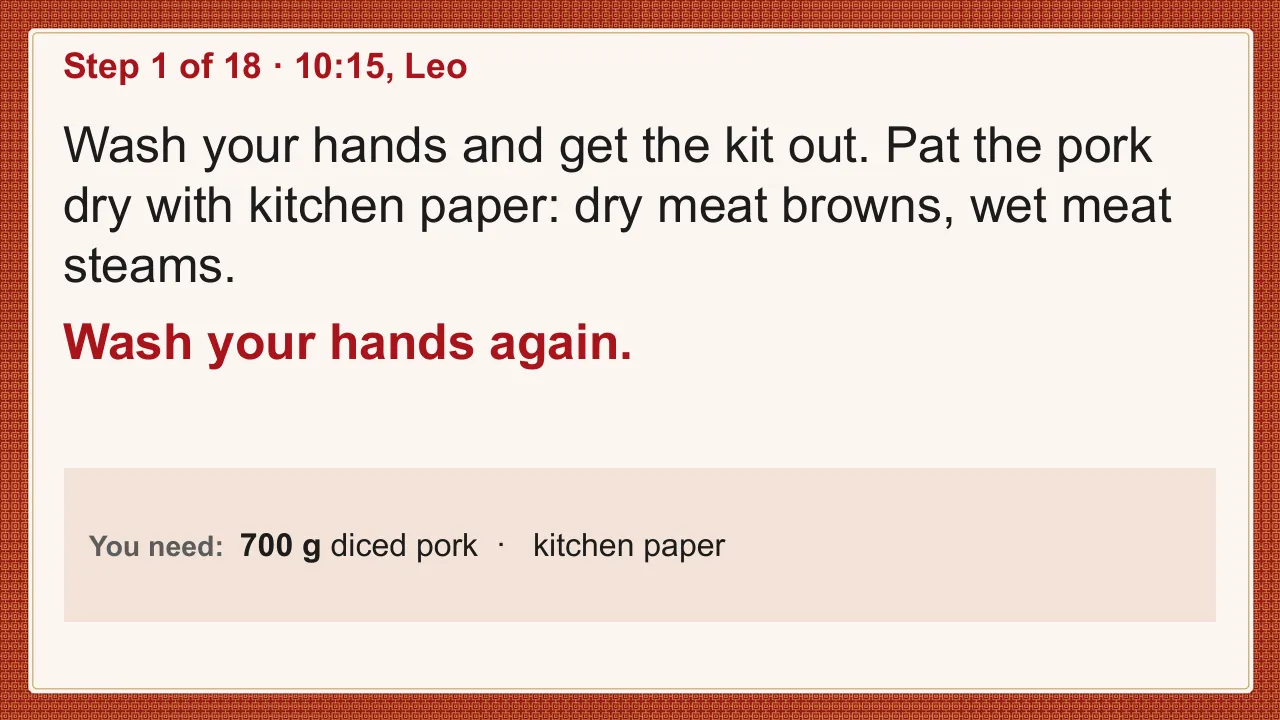 Step 1 of 18 · 10:15, Leo
Wash your hands and get the kit out. Pat the pork
dry with kitchen paper: dry meat browns, wet meat
steams.
Wash your hands again.
You need: 700 g diced pork · kitchen paper